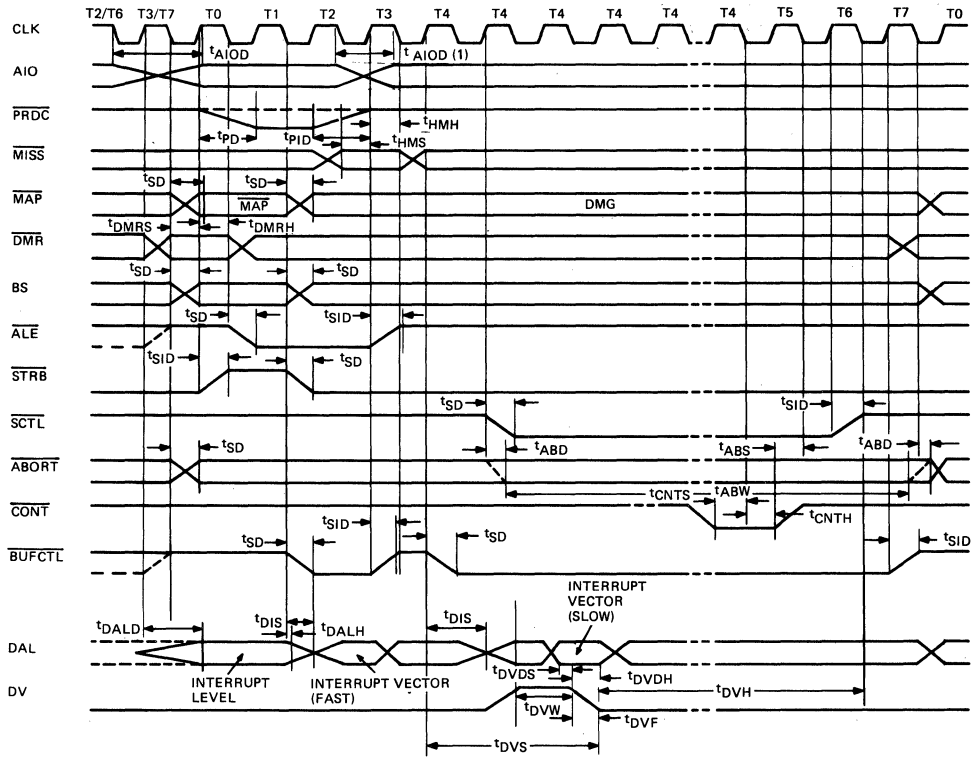 T2/T6 T3/T7 T0 T1 T2 T3 T4 T4 T4 T4 T4 T5 T6 T7 T0
CLK
tAIOD tAIOD (1)
AIO
PRDC
tPD tPID tHMH
tHMS
MISS
tSD tSD
MAP MAP DMG
tDMRS tDMRH
DMR
tSD tSD
BS
tSD tSID
ALE
tSID tSD
STRB
tSD tSID
SCTL
tSD tABD tABS tABD
ABORT
tCNTS tABW
CONT
tSID tCNTH
tSD tSD tSID
BUFCTL
INTERRUPT
VECTOR
(SLOW)
tDALD tDIS tDALH tDIS
DAL
INTERRUPT
LEVEL
INTERRUPT VECTOR
(FAST)
tDVDS tDVDH
tDVH
DV
tDVW tDVF
tDVS